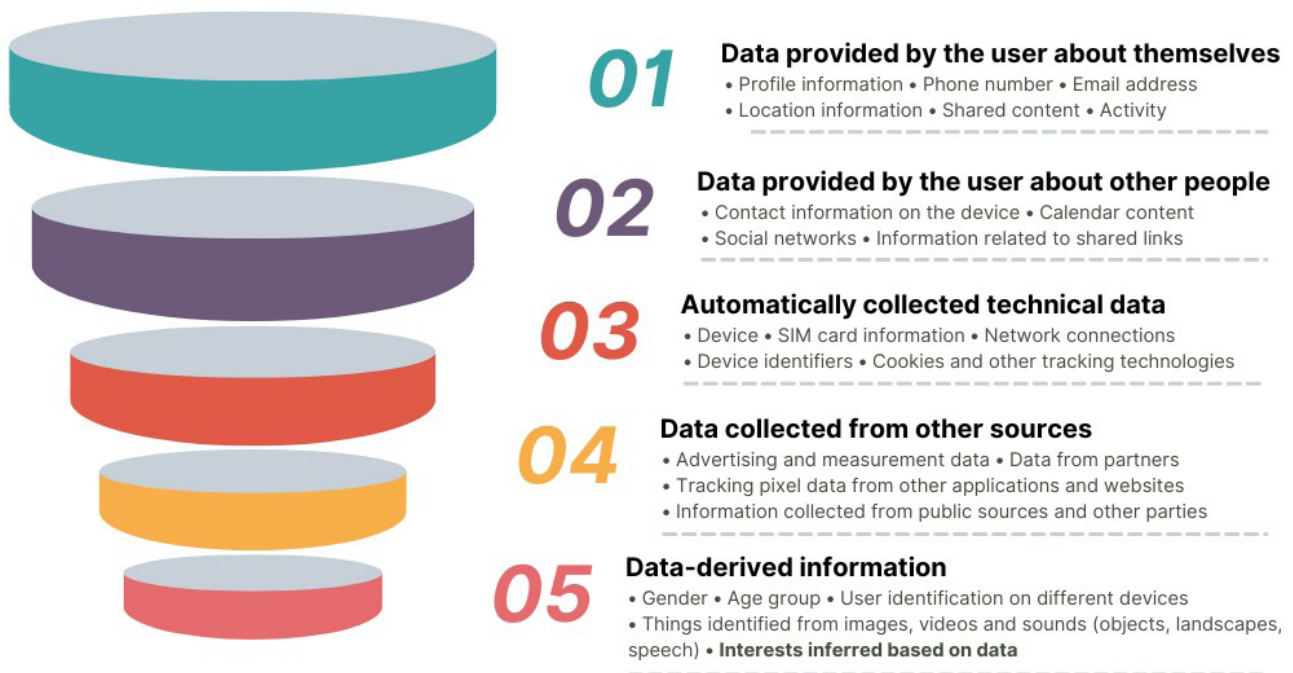 01
Data provided by the user about themselves
• Profile information • Phone number • Email address
• Location information • Shared content • Activity
02
Data provided by the user about other people
• Contact information on the device • Calendar content
• Social networks • Information related to shared links
03
Automatically collected technical data
• Device • SIM card information • Network connections
• Device identifiers • Cookies and other tracking technologies
04
Data collected from other sources
• Advertising and measurement data • Data from partners
• Tracking pixel data from other applications and websites
• Information collected from public sources and other parties
05
Data-derived information
• Gender • Age group • User identification on different devices
• Things identified from images, videos and sounds (objects, landscapes,
speech) • Interests inferred based on data